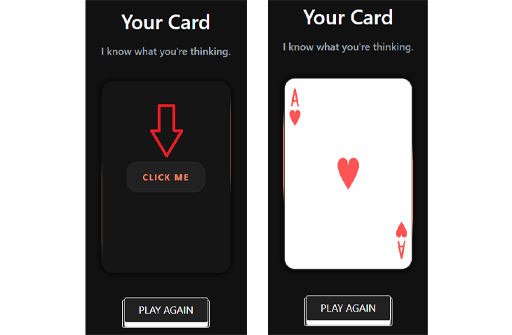 Your Card
I know what you're thinking.
CLICK ME
PLAY AGAIN
Your Card
I know what you're thinking.
A
A
PLAY AGAIN